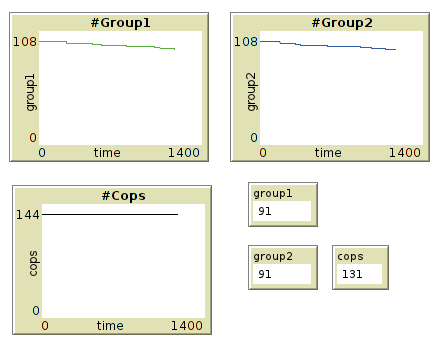 #Group1
108
group1
0
0 time 1400
#Group2
108
group2
0
0 time 1400
#Cops
144
cops
0
0 time 1400
group1
91
group2
91
cops
131